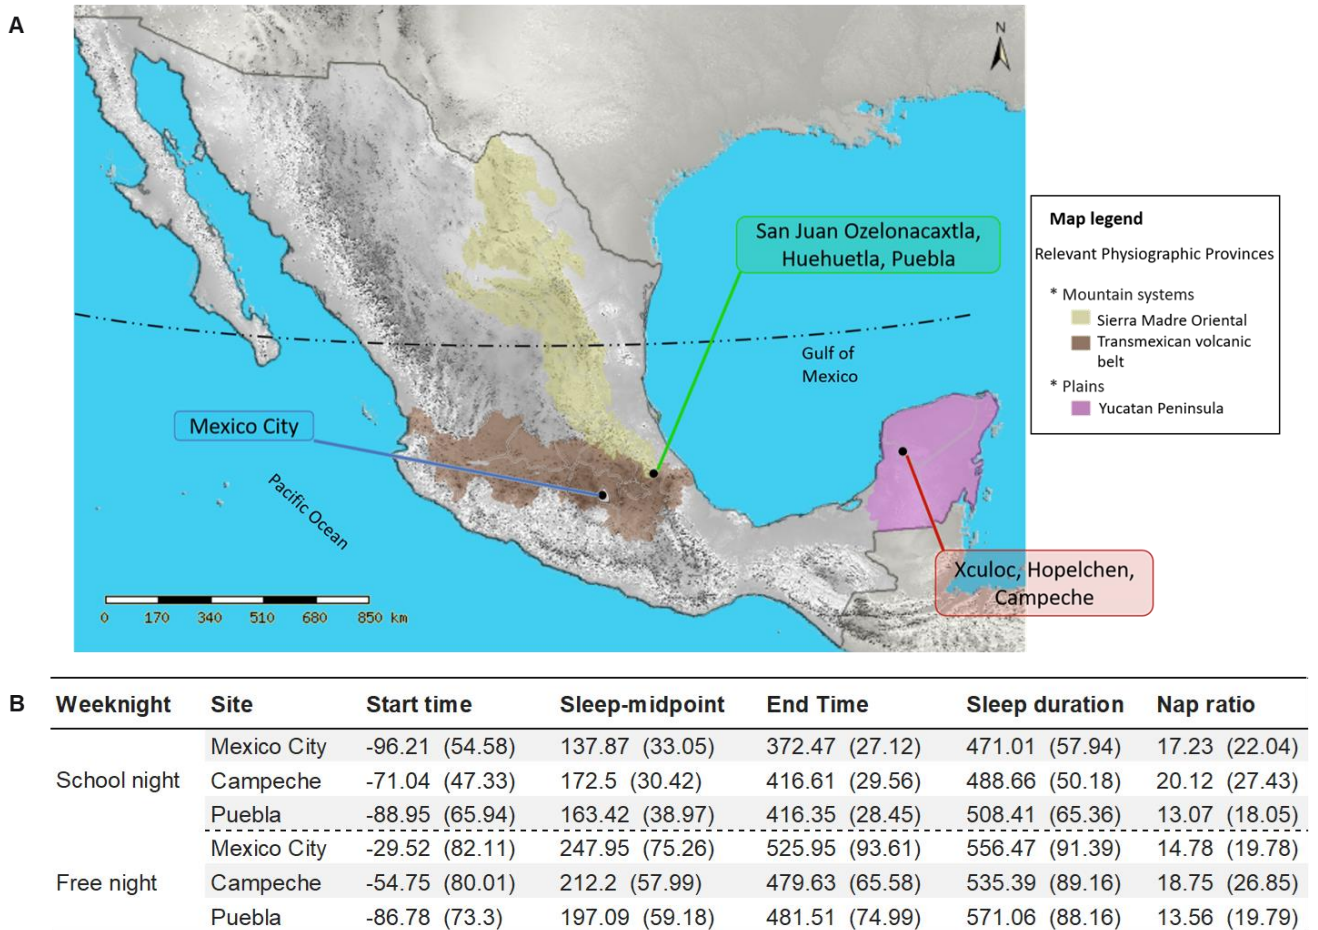 A
N
San Juan Ozelonacaxtla,
Huehuetla, Puebla
Map legend
Relevant Physiographic Provinces
* Mountain systems
Sierra Madre Oriental
Transmexican volcanic
belt
* Plains
Yucatan Peninsula
Gulf of
Mexico
Mexico City
Pacific Ocean
Xculoc, Hopelchen,
Campeche
0 170 340 510 680 850 km
B Weeknight Site Start time Sleep-midpoint End Time Sleep duration Nap ratio
Mexico City -96.21 (54.58) 137.87 (33.05) 372.47 (27.12) 471.01 (57.94) 17.23 (22.04)
School night Campeche -71.04 (47.33) 172.5 (30.42) 416.61 (29.56) 488.66 (50.18) 20.12 (27.43)
Puebla -88.95 (65.94) 163.42 (38.97) 416.35 (28.45) 508.41 (65.36) 13.07 (18.05)
Mexico City -29.52 (82.11) 247.95 (75.26) 525.95 (93.61) 556.47 (91.39) 14.78 (19.78)
Free night Campeche -54.75 (80.01) 212.2 (57.99) 479.63 (65.58) 535.39 (89.16) 18.75 (26.85)
Puebla -86.78 (73.3) 197.09 (59.18) 481.51 (74.99) 571.06 (88.16) 13.56 (19.79)